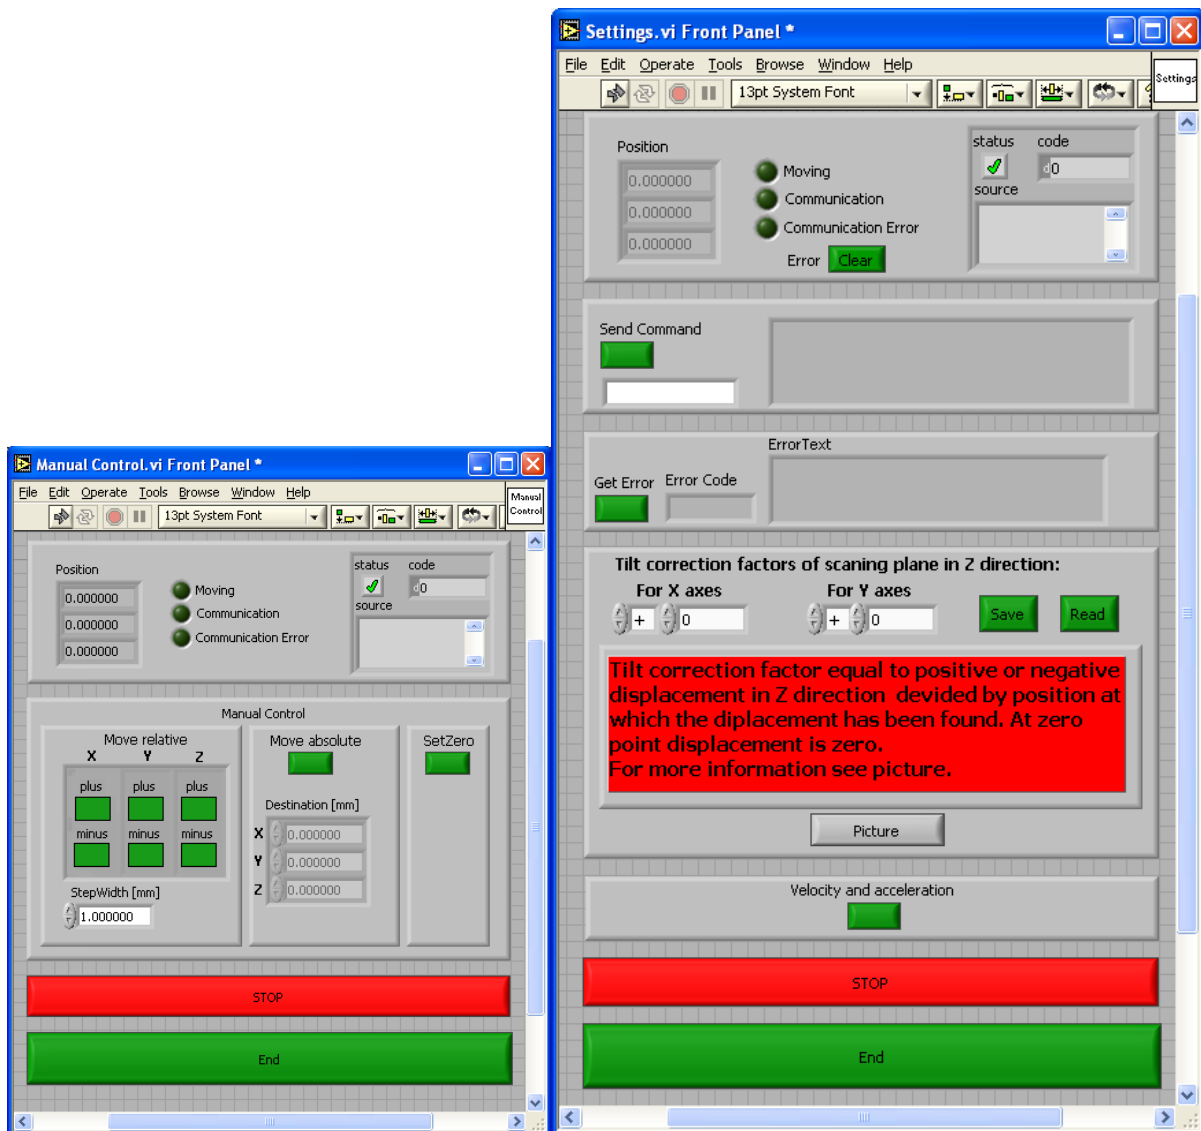 Settings.vi Front Panel *
File Edit Operate Tools Browse Window Help
13pt System Font
Settings
Position
status code
0.000000
Moving
d0
0.000000
Communication
source
0.000000
Communication Error
Error Clear
Send Command
ErrorText
Get Error Error Code
Tilt correction factors of scaning plane in Z direction:
For X axes For Y axes
+ 0 + 0 Save Read
Tilt correction factor equal to positive or negative
displacement in Z direction devided by position at
which the diplacement has been found. At zero
point displacement is zero.
For more information see picture.
Picture
Velocity and acceleration
STOP
End
Manual Control.vi Front Panel *
File Edit Operate Tools Browse Window Help
13pt System Font
Manual
Control
Position
status code
0.000000
Moving
d0
0.000000
Communication
source
0.000000
Communication Error
Manual Control
Move relative Move absolute SetZero
X Y Z
plus plus plus
minus minus minus
Destination [mm]
X 0.000000
Y 0.000000
Z 0.000000
StepWidth [mm]
1.000000
STOP
End